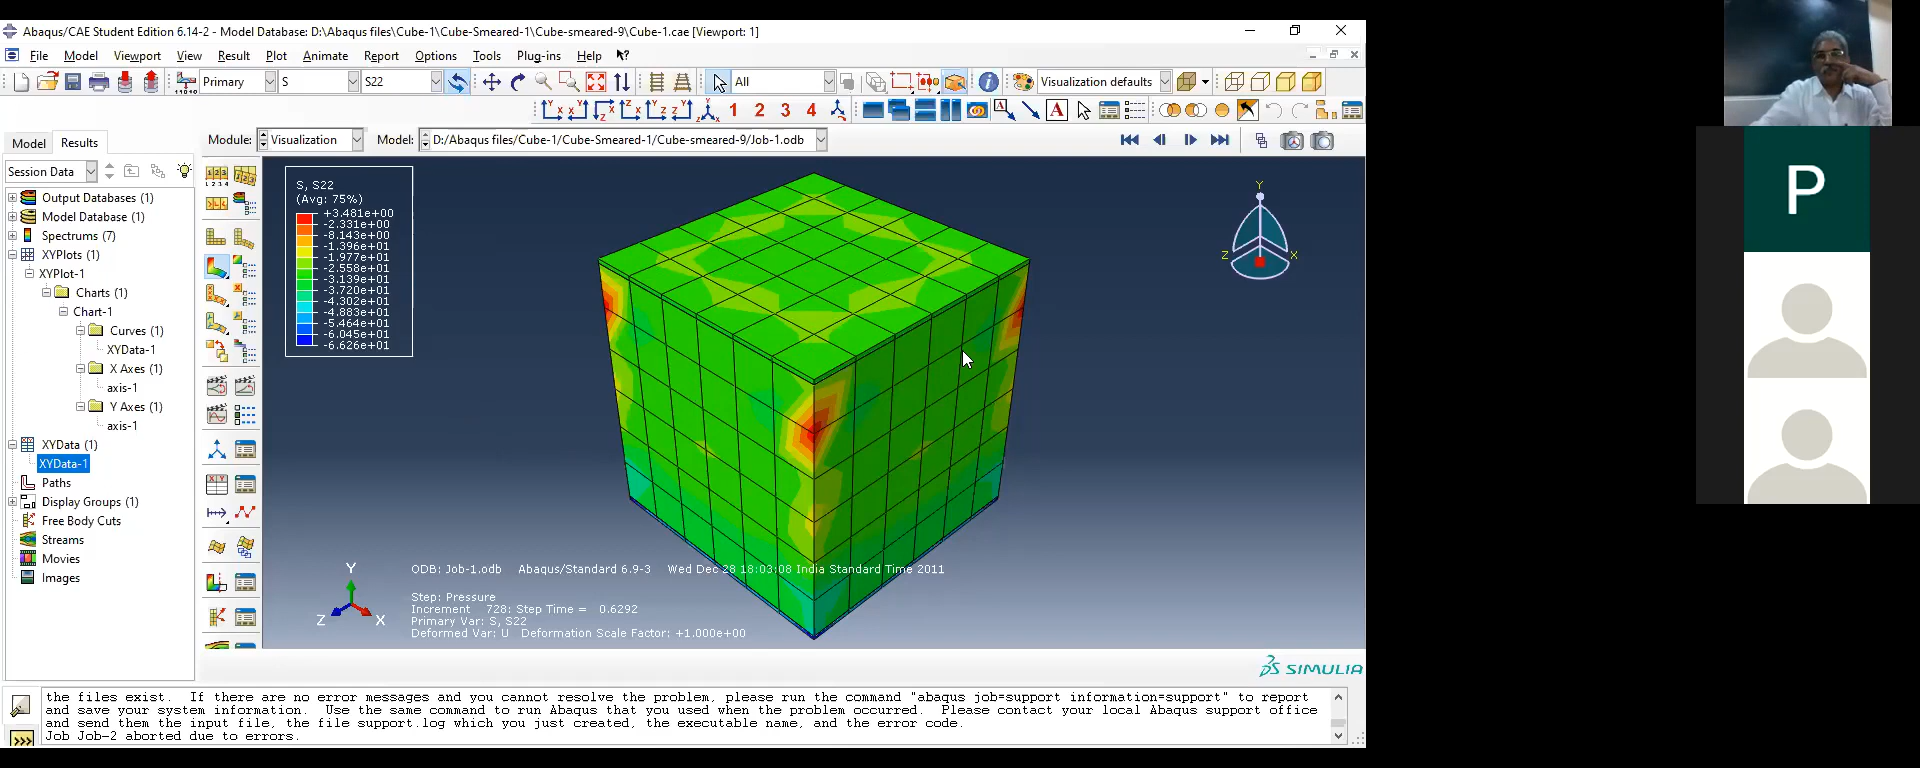 Abaqus/CAE Student Edition 6.14-2 - Model Database: D:\Abaqus files\Cube-1\Cube-Smeared-1\Cube-smeared-9\Cube-1.cae [Viewport: 1]
File Model Viewport View Result Plot Animate Report Options Tools Plug-ins Help
Primary S S22 All Visualization defaults
1 2 3 4 A
Model Results Module: Visualization Model: D:/Abaqus files/Cube-1/Cube-Smeared-1/Cube-smeared-9/Job-1.odb
Session Data
Output Databases (1)
Model Database (1)
Spectrums (7)
XYPlots (1)
XYPlot-1
Charts (1)
Chart-1
Curves (1)
XYData-1
X Axes (1)
axis-1
Y Axes (1)
axis-1
XYData (1)
XYData-1
Paths
Display Groups (1)
Free Body Cuts
Streams
Movies
Images
S, S22
(Avg: 75%)
+3.481e+00
-2.331e+00
-8.143e+00
-1.396e+01
-1.977e+01
-2.558e+01
-3.139e+01
-3.720e+01
-4.302e+01
-4.883e+01
-5.464e+01
-6.045e+01
-6.626e+01
Y
Z X
Y
Z X
ODB: Job-1.odb Abaqus/Standard 6.9-3 Wed Dec 28 18:03:08 India Standard Time 2011
Step: Pressure
Increment 728: Step Time = 0.6292
Primary Var: S, S22
Deformed Var: U Deformation Scale Factor: +1.000e+00
SIMULIA
the files exist. If there are no error messages and you cannot resolve the problem, please run the command "abaqus job=support information=support" to report
and save your system information. Use the same command to run Abaqus that you used when the problem occurred. Please contact your local Abaqus support office
and send them the input file, the file support.log which you just created, the executable name, and the error code.
Job Job-2 aborted due to errors.
P